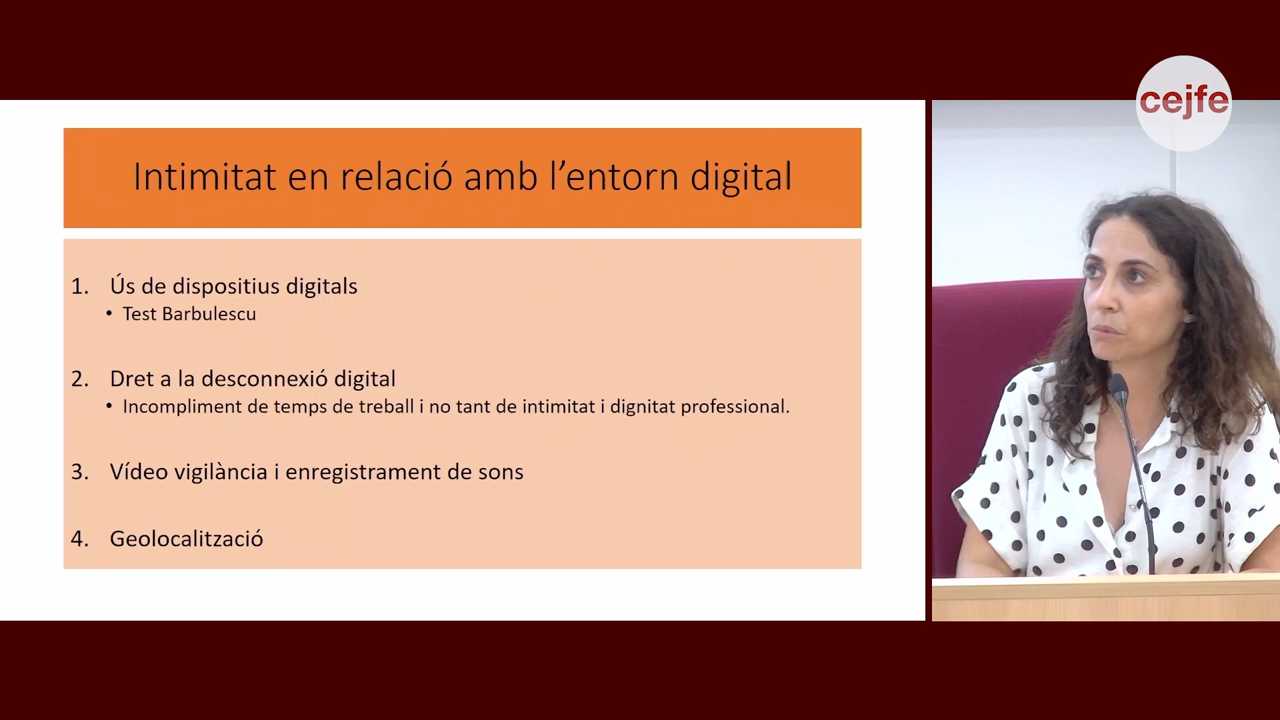 cejfe
Intimitat en relació amb l’entorn digital
1. Ús de dispositius digitals
• Test Barbulescu
2. Dret a la desconnexió digital
• Incompliment de temps de treball i no tant de intimitat i dignitat professional.
3. Vídeo vigilància i enregistrament de sons
4. Geolocalització